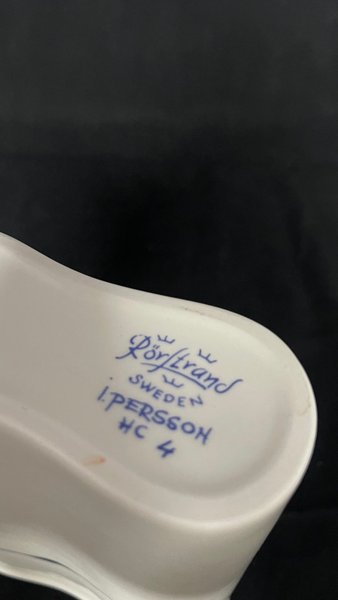 Rörstrand
SWEDEN
i.PERSSON
HC 4